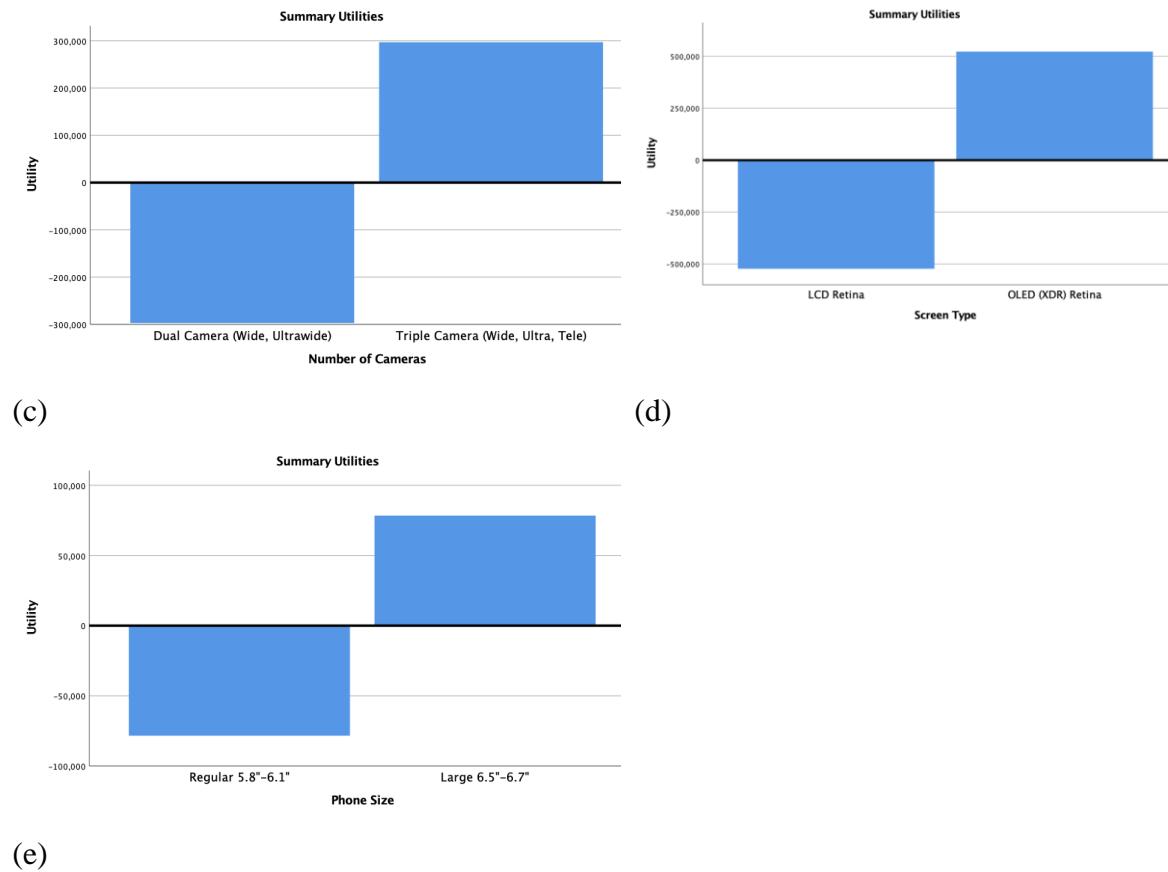 Summary Utilities
300,000
200,000
100,000
0
-100,000
-200,000
-300,000
Utility
Dual Camera (Wide, Ultrawide)
Triple Camera (Wide, Ultra, Tele)
Number of Cameras
(c)
Summary Utilities
500,000
250,000
0
-250,000
-500,000
Utility
LCD Retina
OLED (XDR) Retina
Screen Type
(d)
Summary Utilities
100,000
50,000
0
-50,000
-100,000
Utility
Regular 5.8"-6.1"
Large 6.5"-6.7"
Phone Size
(e)